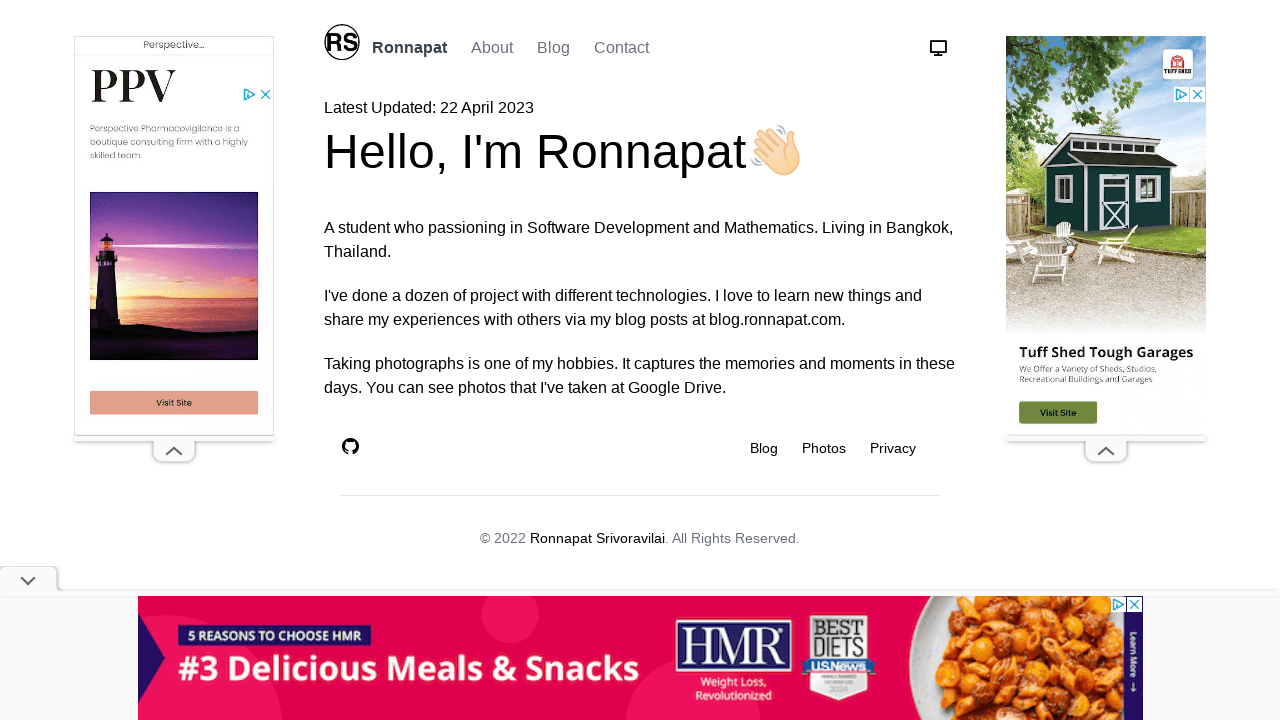 RS
Ronnapat
About
Blog
Contact
Perspective...
PPV
Perspective Pharmacovigilance is a
boutique consulting firm with a highly
skilled team.
Visit Site
Latest Updated: 22 April 2023
Hello, I'm Ronnapat👋🏻
A student who passioning in Software Development and Mathematics. Living in Bangkok,
Thailand.
I've done a dozen of project with different technologies. I love to learn new things and
share my experiences with others via my blog posts at blog.ronnapat.com.
Taking photographs is one of my hobbies. It captures the memories and moments in these
days. You can see photos that I've taken at Google Drive.
Blog
Photos
Privacy
© 2022 Ronnapat Srivoravilai. All Rights Reserved.
TUFF SHED
Tuff Shed Tough Garages
We Offer a Variety of Sheds, Studios,
Recreational Buildings and Garages
Visit Site
5 REASONS TO CHOOSE HMR
#3 Delicious Meals & Snacks
HMR
Weight Loss,
Revolutionized
BEST
DIETS
U.S.News
2024
Learn More →